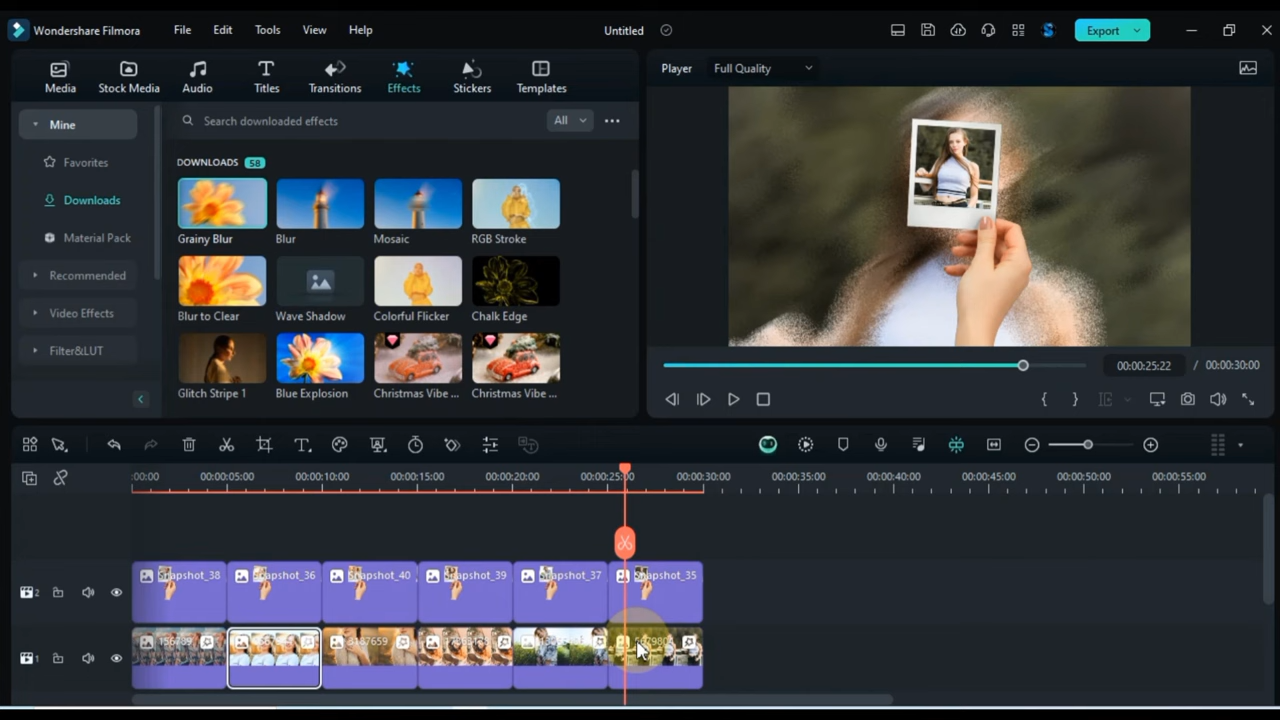 Wondershare Filmora
File
Edit
Tools
View
Help
Untitled
Export
Media
Stock Media
Audio
Titles
Transitions
Effects
Stickers
Templates
Player
Full Quality
Mine
Favorites
Downloads
Material Pack
Recommended
Video Effects
Filter&LUT
Search downloaded effects
All
DOWNLOADS 58
Grainy Blur
Blur
Mosaic
RGB Stroke
Blur to Clear
Wave Shadow
Colorful Flicker
Chalk Edge
Glitch Stripe 1
Blue Explosion
Christmas Vibe ...
Christmas Vibe ...
00:00:25:22 / 00:00:30:00
:00:00
00:00:05:00
00:00:10:00
00:00:15:00
00:00:20:00
00:00:25:00
00:00:30:00
00:00:35:00
00:00:40:00
00:00:45:00
00:00:50:00
00:00:55:00
2
Snapshot_38
Snapshot_36
Snapshot_40
Snapshot_39
Snapshot_37
Snapshot_35
1
156789
3187659